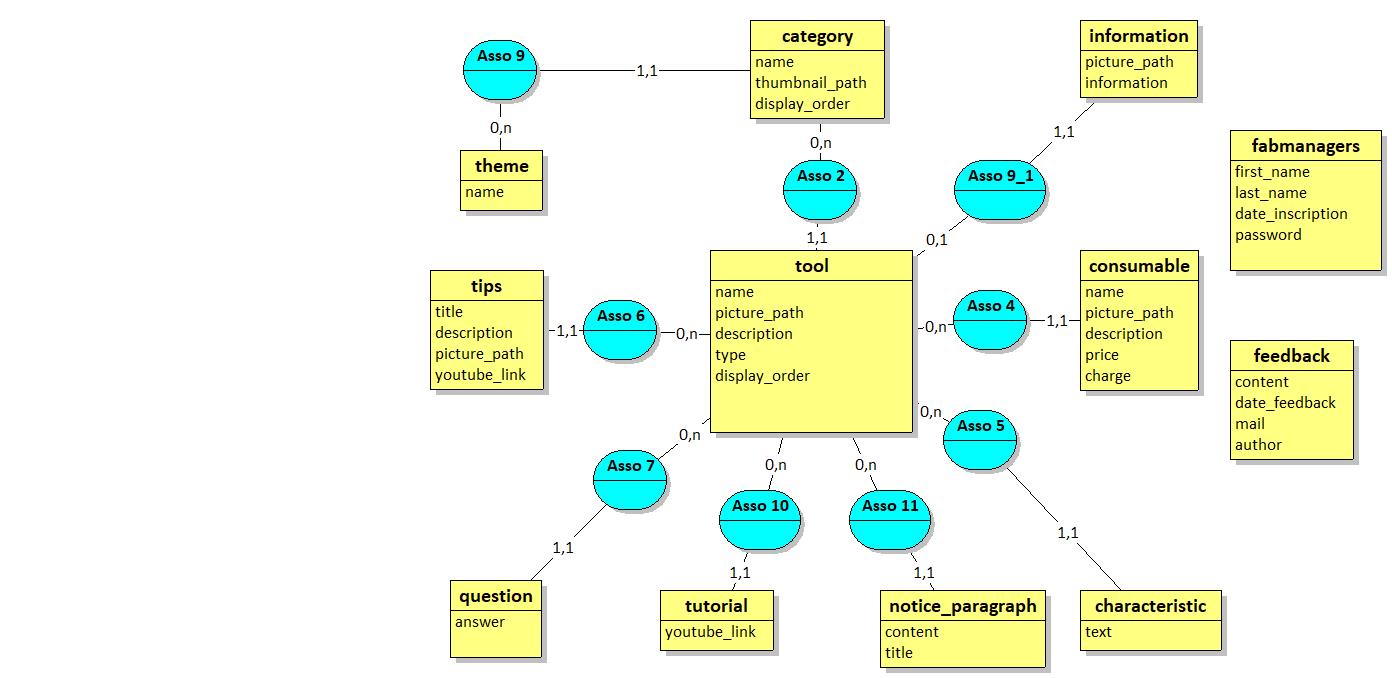 Asso 9
1,1
0,n
theme
name
category
name
thumbnail_path
display_order
0,n
Asso 2
1,1
information
picture_path
information
1,1
Asso 9_1
0,1
fabmanagers
first_name
last_name
date_inscription
password
tips
title
description
picture_path
youtube_link
1,1
Asso 6
0,n
tool
name
picture_path
description
type
display_order
0,n
Asso 4
1,1
consumable
name
picture_path
description
price
charge
feedback
content
date_feedback
mail
author
0,n
Asso 5
1,1
0,n
Asso 7
1,1
0,n
Asso 10
1,1
0,n
Asso 11
1,1
question
answer
tutorial
youtube_link
notice_paragraph
content
title
characteristic
text